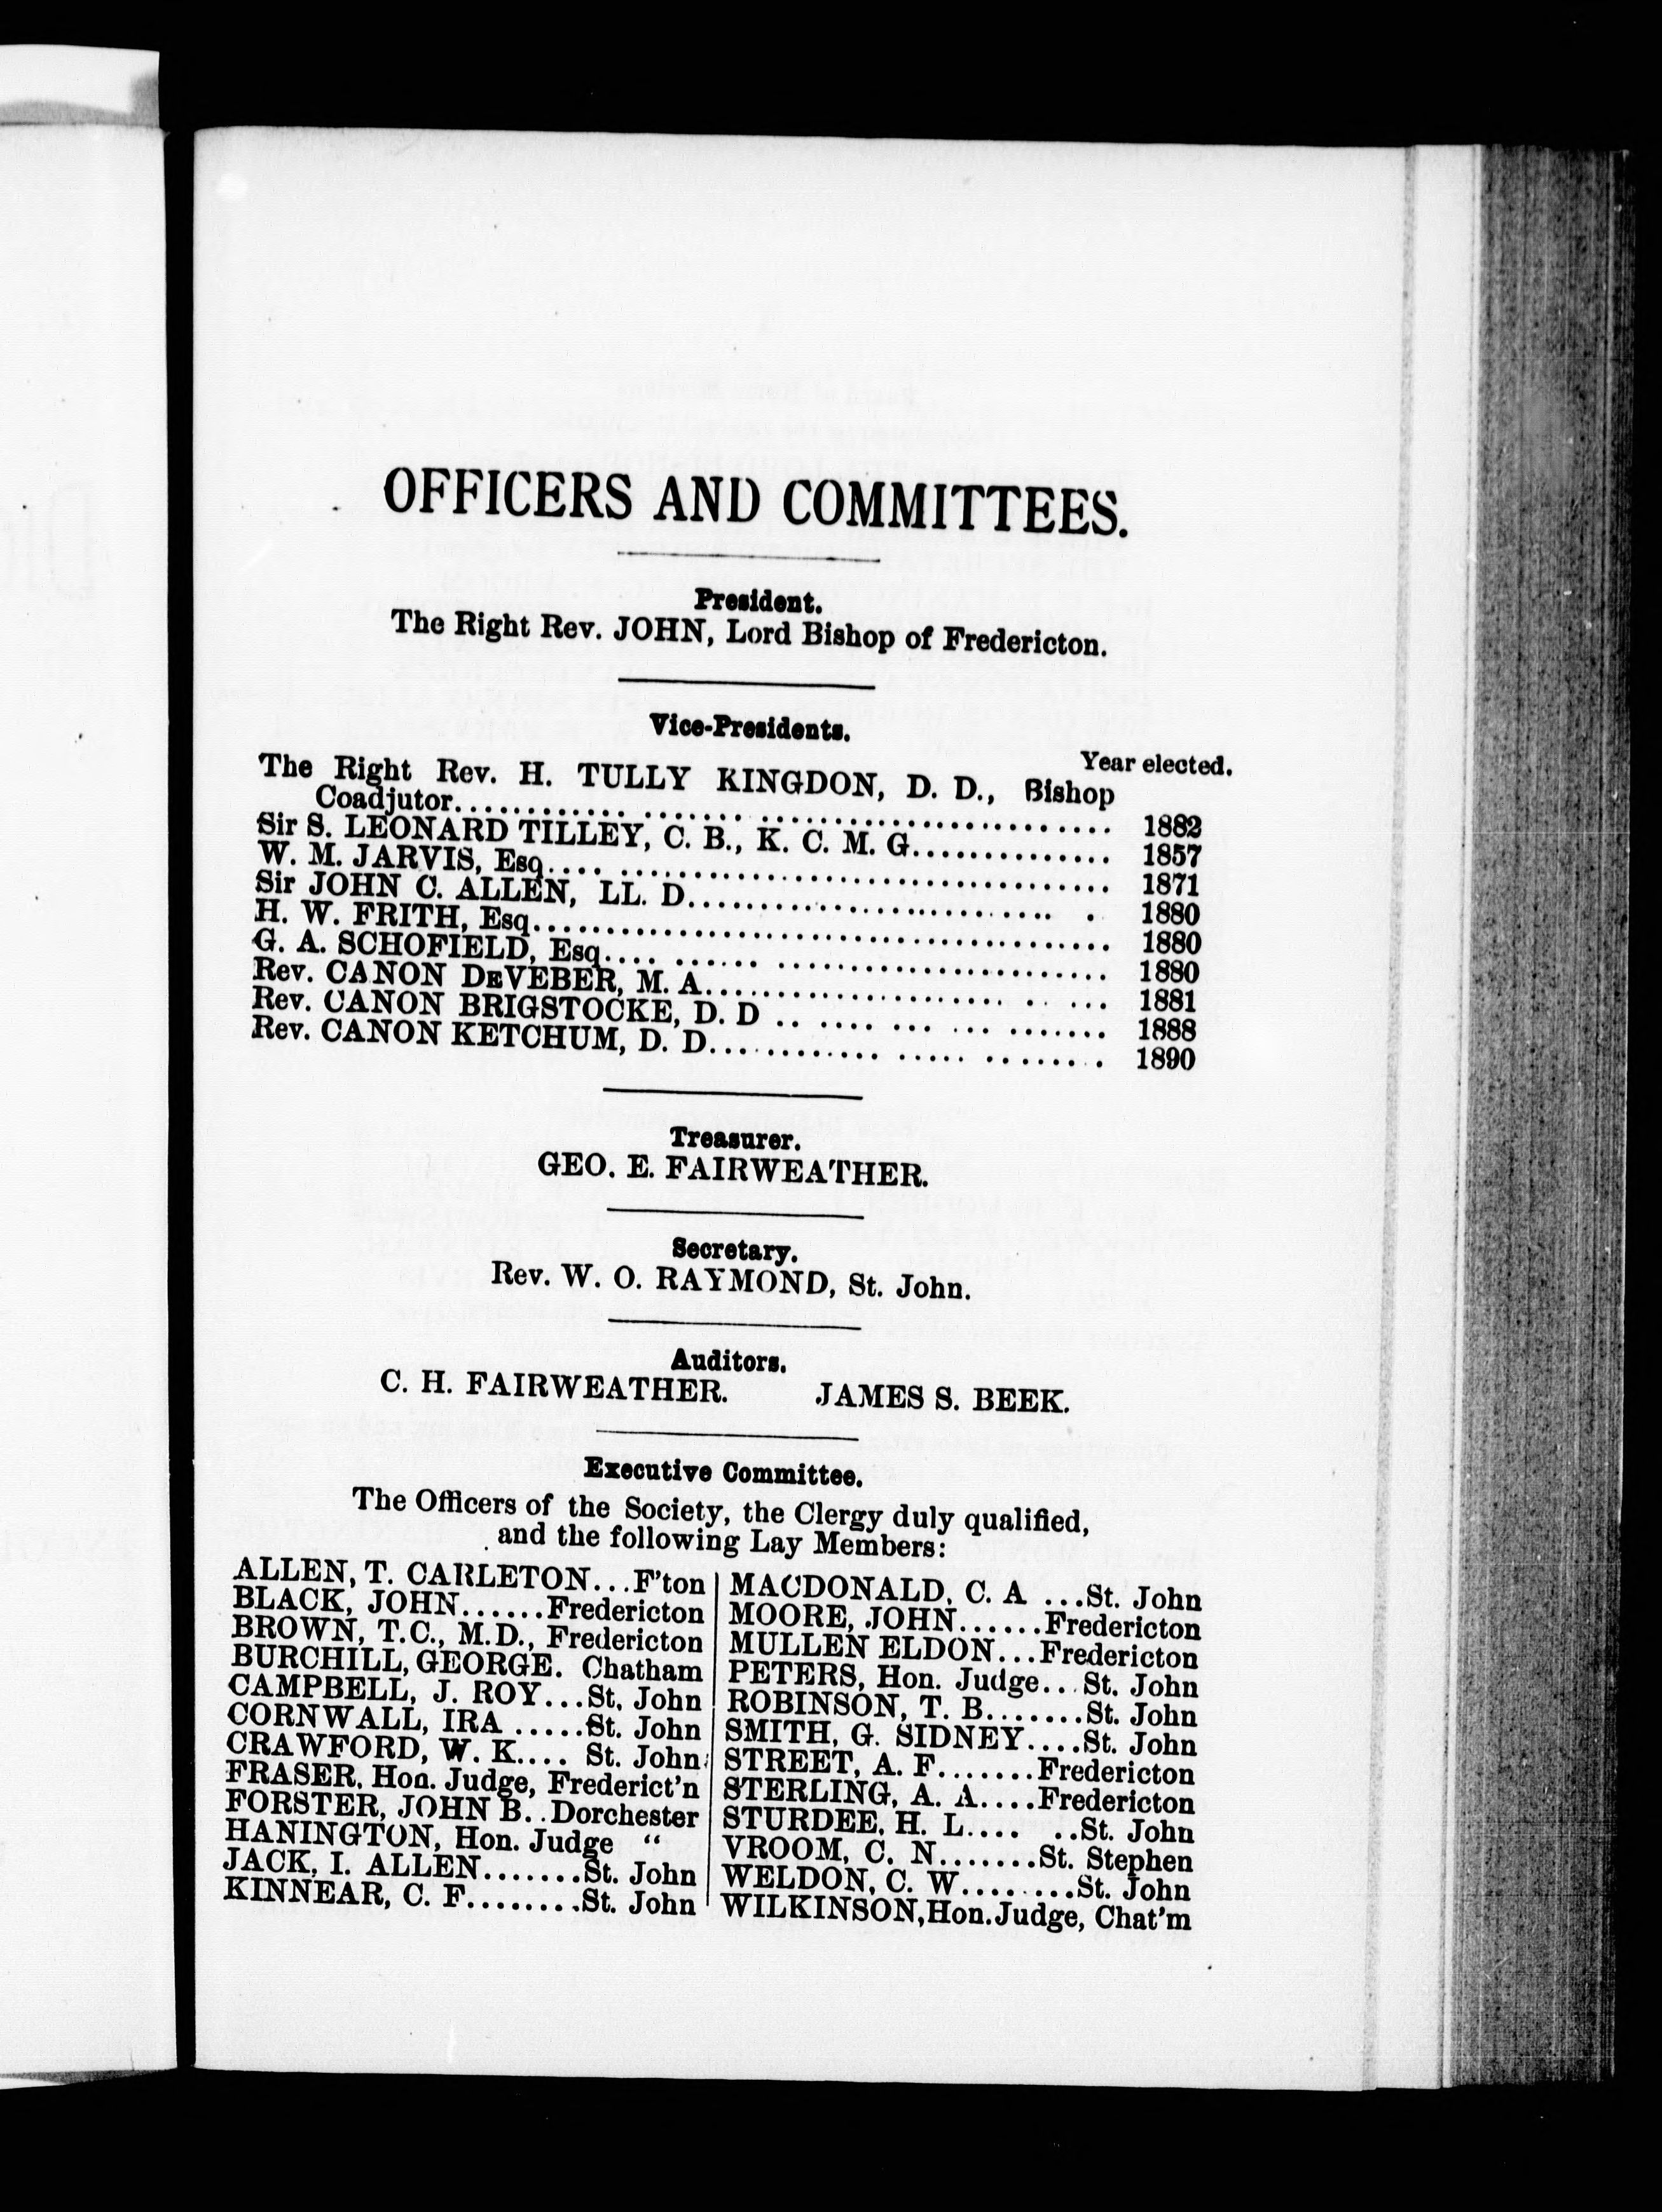 OFFICERS AND COMMITTEES.
President.
The Right Rev. JOHN, Lord Bishop of Fredericton.
Vice-Presidents.
Year elected.
The Right Rev. H. TULLY KINGDON, D. D., Bishop
Coadjutor........................................ 1882
Sir S. LEONARD TILLEY, C. B., K. C. M. G............... 1857
W. M. JARVIS, Esq........................................ 1871
Sir JOHN C. ALLEN, LL. D............................ 1880
H. W. FRITH, Esq........................................ 1880
G. A. SCHOFIELD, Esq.................................. 1880
Rev. CANON DEVEBER, M. A............................ 1881
Rev. CANON BRIGSTOCKE, D. D .................... 1888
Rev. CANON KETCHUM, D. D......................... 1890
Treasurer.
GEO. E. FAIRWEATHER.
Secretary.
Rev. W. O. RAYMOND, St. John.
Auditors.
C. H. FAIRWEATHER. JAMES S. BEEK.
Executive Committee.
The Officers of the Society, the Clergy duly qualified,
and the following Lay Members:
ALLEN, T. CARLETON...F'ton
BLACK, JOHN......Fredericton
BROWN, T.C., M.D., Fredericton
BURCHILL, GEORGE. Chatham
CAMPBELL, J. ROY...St. John
CORNWALL, IRA .....St. John
CRAWFORD, W. K.... St. John
FRASER, Hon. Judge, Frederict'n
FORSTER, JOHN B..Dorchester
HANINGTON, Hon. Judge "
JACK, I. ALLEN.......St. John
KINNEAR, C. F........St. John
MACDONALD, C. A ...St. John
MOORE, JOHN......Fredericton
MULLEN ELDON...Fredericton
PETERS, Hon. Judge...St. John
ROBINSON, T. B.......St. John
SMITH, G. SIDNEY....St. John
STREET, A. F.......Fredericton
STERLING, A. A....Fredericton
STURDEE, H. L.... ..St. John
VROOM, C. N.......St. Stephen
WELDON, C. W........St. John
WILKINSON, Hon. Judge, Chat'm